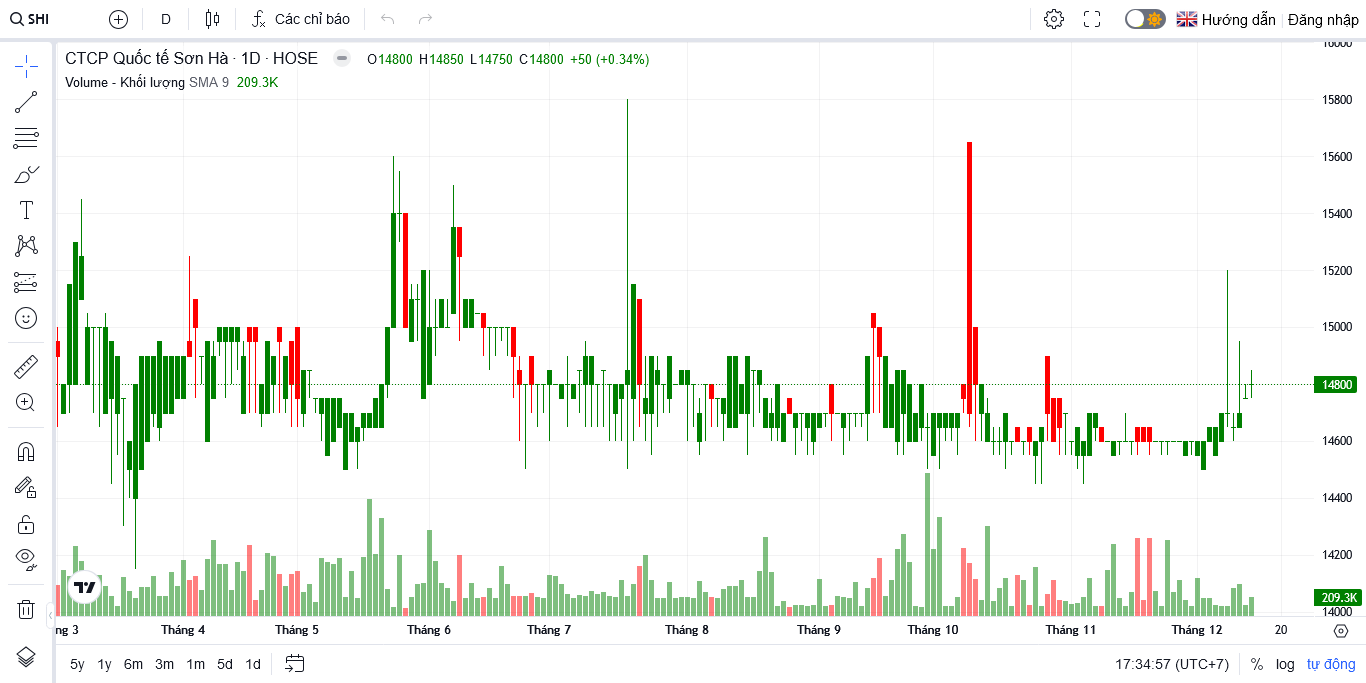 SHI D Các chỉ báo Hướng dẫn Đăng nhập
CTCP Quốc tế Sơn Hà · 1D · HOSE O14800 H14850 L14750 C14800 +50 (+0.34%)
Volume - Khối lượng SMA 9 209.3K
16000
15800
15600
15400
15200
15000
14800
14600
14400
14200
209.3K
14000
ng 3 Tháng 4 Tháng 5 Tháng 6 Tháng 7 Tháng 8 Tháng 9 Tháng 10 Tháng 11 Tháng 12 20
5y 1y 6m 3m 1m 5d 1d 17:34:57 (UTC+7) % log tự động